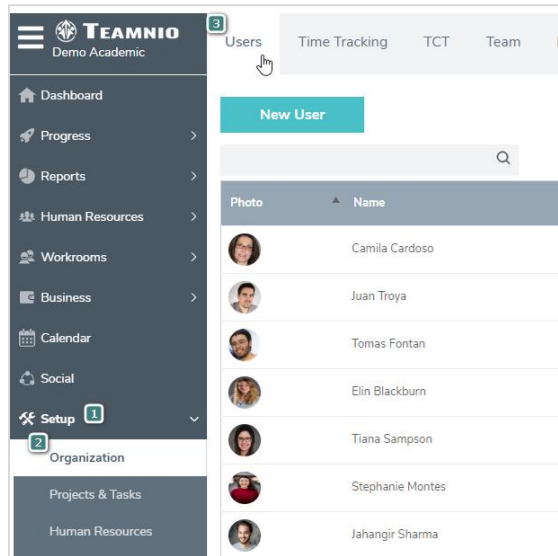 TEAMNIO
Demo Academic
Dashboard
Progress
Reports
Human Resources
Workrooms
Business
Calendar
Social
Setup 1
2
Organization
Projects & Tasks
Human Resources
3
Users Time Tracking TCT Team
New User
Photo Name
Camila Cardoso
Juan Troya
Tomas Fontan
Elin Blackburn
Tiana Sampson
Stephanie Montes
Jahangir Sharma